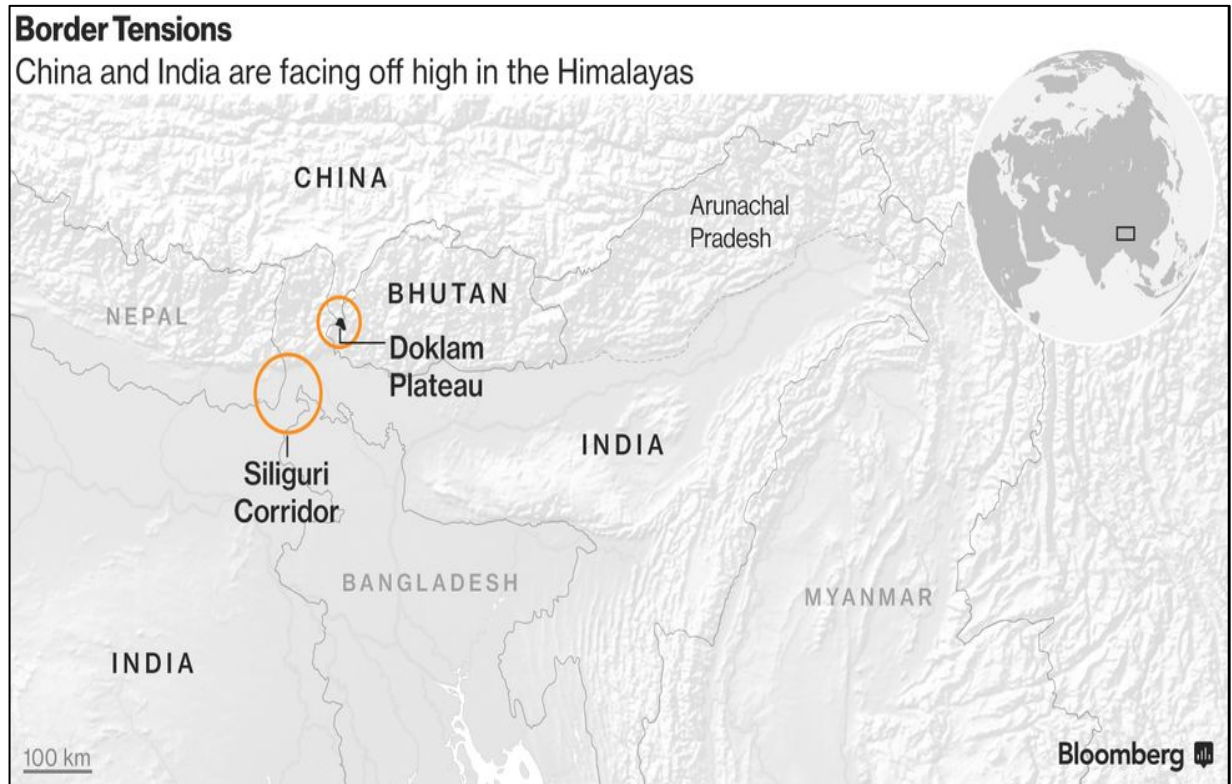 Border Tensions
China and India are facing off high in the Himalayas
CHINA
Arunachal
Pradesh
NEPAL
BHUTAN
Doklam
Plateau
INDIA
Siliguri
Corridor
BANGLADESH
MYANMAR
INDIA
100 km
Bloomberg